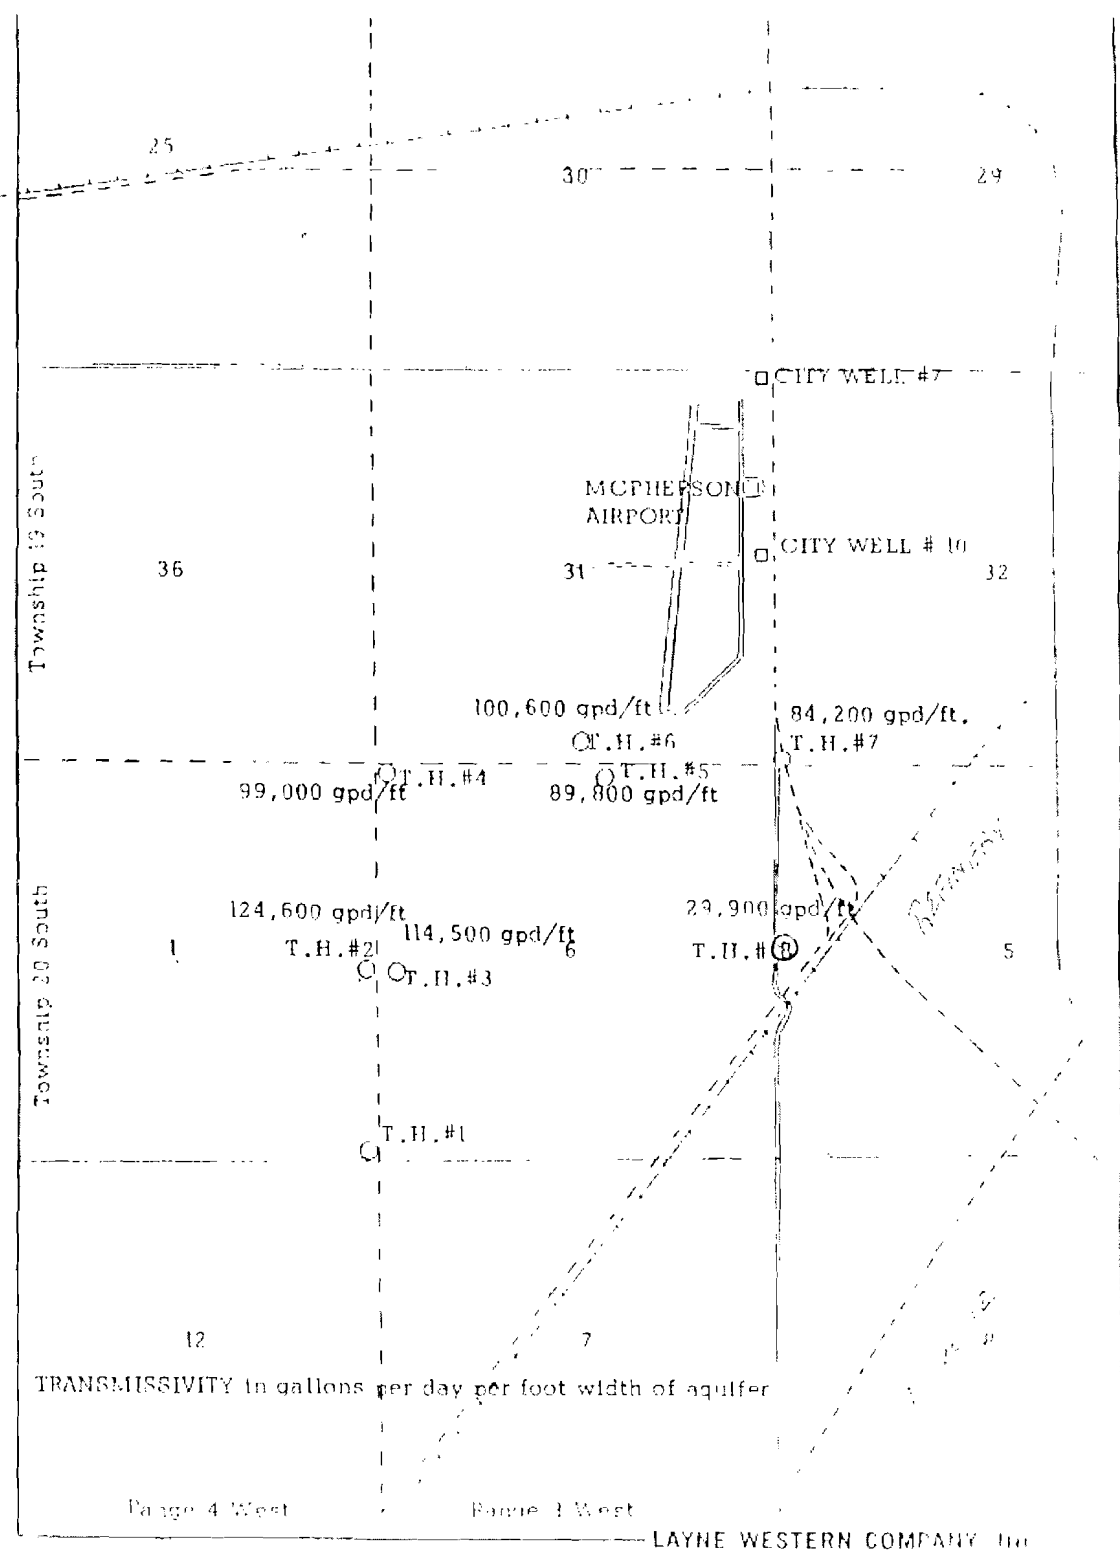 25
30
29
CITY WELL #7
MCPHERSON
AIRPORT
CITY WELL # 10
36
31
32
Township 19 South
100,600 gpd/ft
T.H.#6
84,200 gpd/ft.
T.H.#7
T.H.#4
99,000 gpd/ft
T.H.#5
89,800 gpd/ft
REFINERY
124,600 gpd/ft
114,500 gpd/ft
29,900 gpd/ft
T.H.#2
T.H.#3
T.H.#8
1
6
5
Township 20 South
T.H.#1
12
7
TRANSMISSIVITY in gallons per day per foot width of aquifer
Range 4 West
Range 3 West
LAYNE WESTERN COMPANY